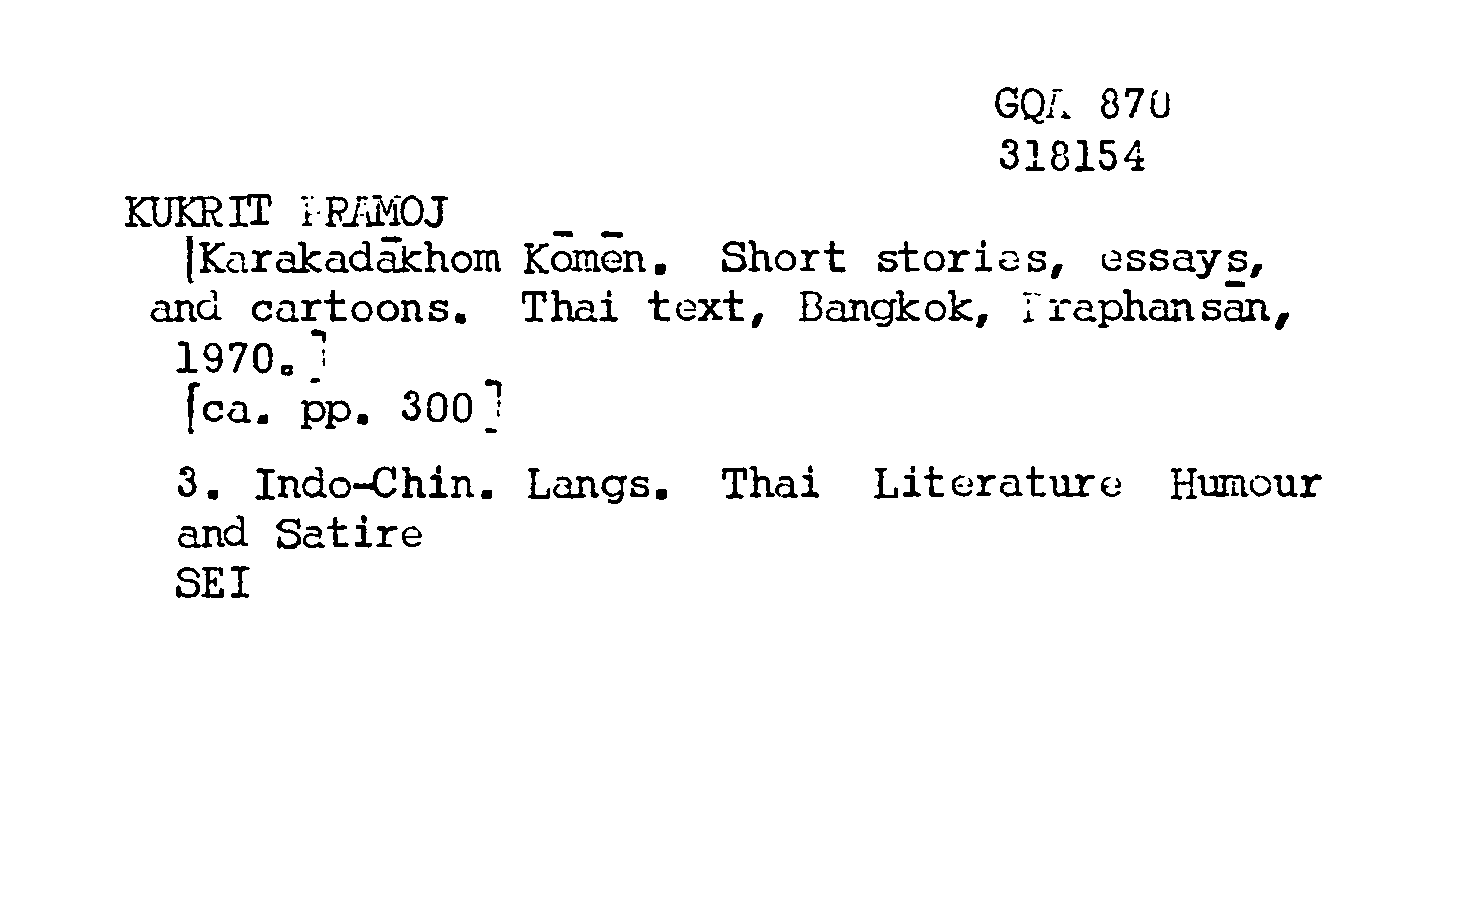 GQA 870
318154
KUKRIT PRAMOJ
[Karakadākhom Kōmēn. Short stories, essays,
and cartoons. Thai text, Bangkok, Praphansān,
1970.]
[ca. pp. 300]
3. Indo-Chin. Langs. Thai Literature Humour
and Satire
SEI